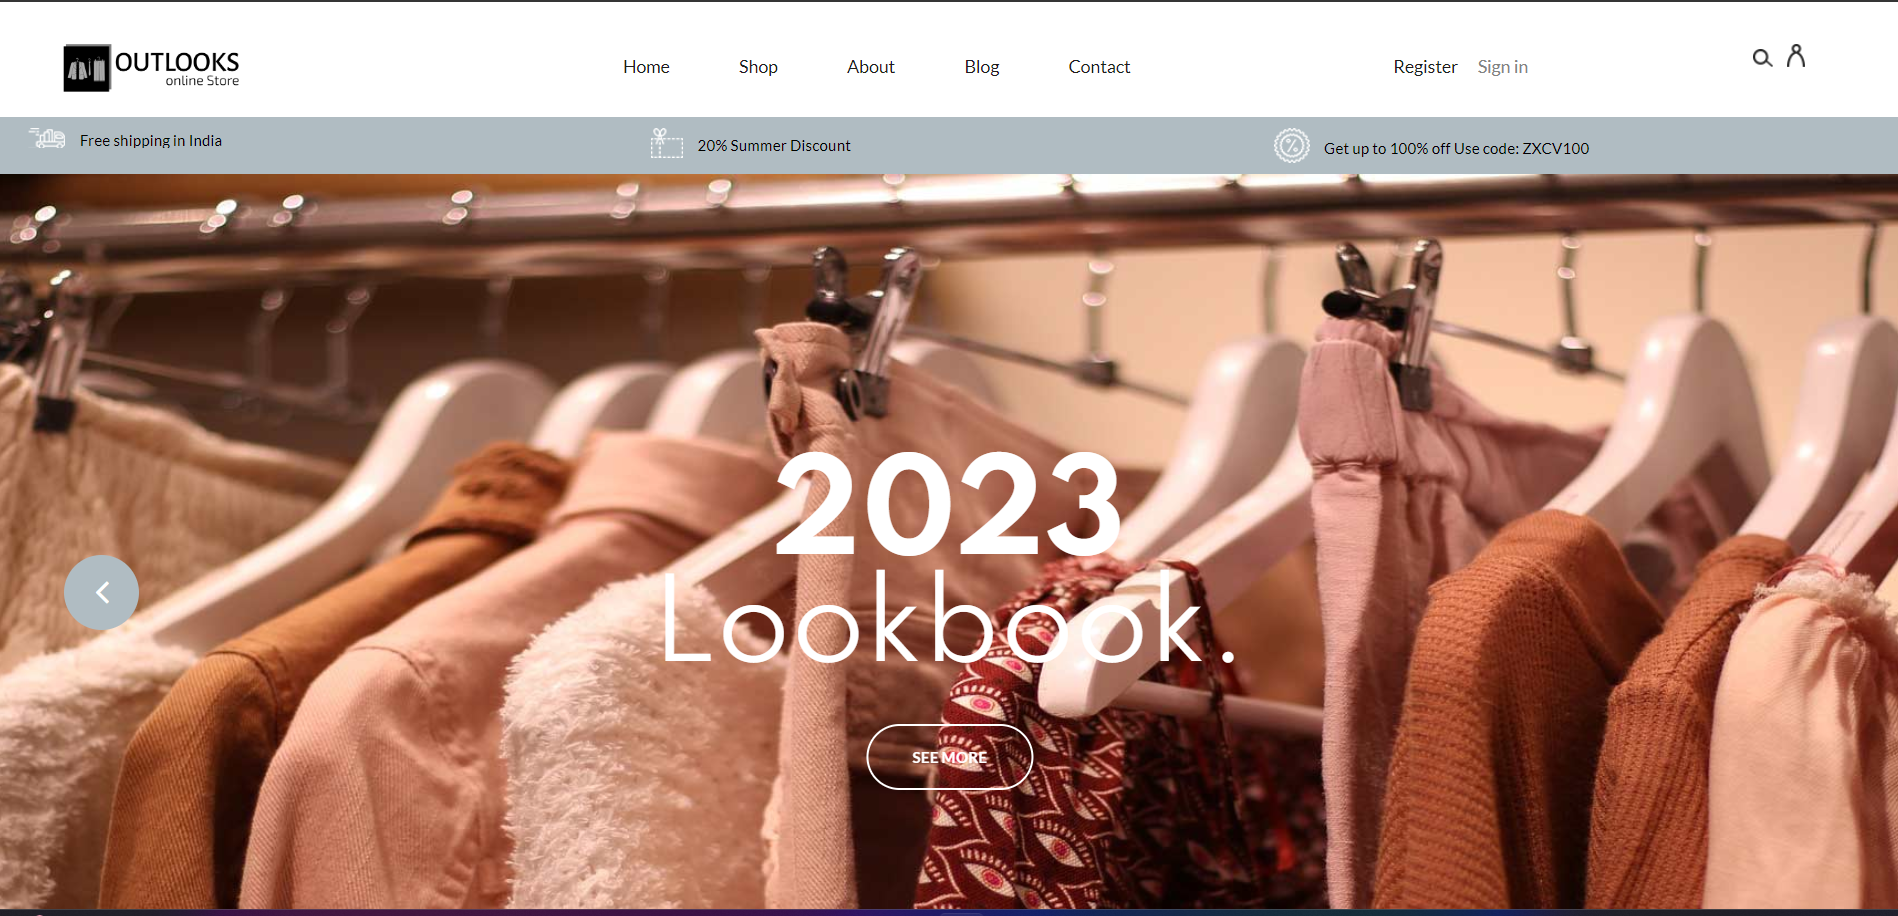 OUTLOOKS
online Store
Home
Shop
About
Blog
Contact
Register
Sign in
Free shipping in India
20% Summer Discount
Get up to 100% off Use code: ZXCV100
2023
Lookbook.
SEE MORE